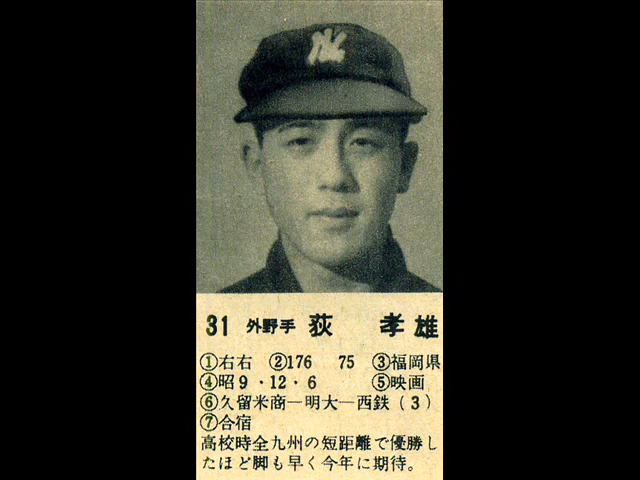 NL
31 外野手 荻 孝雄
①右右 ②176 75 ③福岡県
④昭9・12・6 ⑤映画
⑥久留米商―明大―西鉄(3)
⑦合宿
高校時全九州の短距離で優勝し
たほど脚も早く今年に期待。